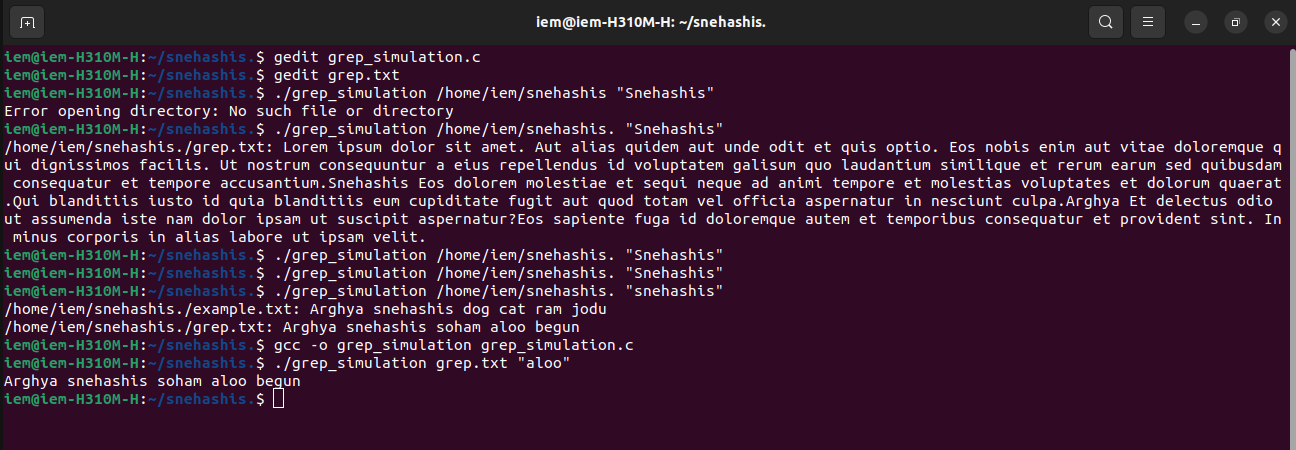 iem@iem-H310M-H: ~/snehashis.
iem@iem-H310M-H:~/snehashis.$ gedit grep_simulation.c
iem@iem-H310M-H:~/snehashis.$ gedit grep.txt
iem@iem-H310M-H:~/snehashis.$ ./grep_simulation /home/iem/snehashis "Snehashis"
Error opening directory: No such file or directory
iem@iem-H310M-H:~/snehashis.$ ./grep_simulation /home/iem/snehashis. "Snehashis"
/home/iem/snehashis./grep.txt: Lorem ipsum dolor sit amet. Aut alias quidem aut unde odit et quis optio. Eos nobis enim aut vitae doloremque q
ui dignissimos facilis. Ut nostrum consequuntur a eius repellendus id voluptatem galisum quo laudantium similique et rerum earum sed quibusdam
 consequatur et tempore accusantium.Snehashis Eos dolorem molestiae et sequi neque ad animi tempore et molestias voluptates et dolorum quaerat
.Qui blanditiis iusto id quia blanditiis eum cupiditate fugit aut quod totam vel officia aspernatur in nesciunt culpa.Arghya Et delectus odio
ut assumenda iste nam dolor ipsam ut suscipit aspernatur?Eos sapiente fuga id doloremque autem et temporibus consequatur et provident sint. In
 minus corporis in alias labore ut ipsam velit.
iem@iem-H310M-H:~/snehashis.$ ./grep_simulation /home/iem/snehashis. "Snehashis"
iem@iem-H310M-H:~/snehashis.$ ./grep_simulation /home/iem/snehashis. "Snehashis"
iem@iem-H310M-H:~/snehashis.$ ./grep_simulation /home/iem/snehashis. "snehashis"
/home/iem/snehashis./example.txt: Arghya snehashis dog cat ram jodu
/home/iem/snehashis./grep.txt: Arghya snehashis soham aloo begun
iem@iem-H310M-H:~/snehashis.$ gcc -o grep_simulation grep_simulation.c
iem@iem-H310M-H:~/snehashis.$ ./grep_simulation grep.txt "aloo"
Arghya snehashis soham aloo begun
iem@iem-H310M-H:~/snehashis.$